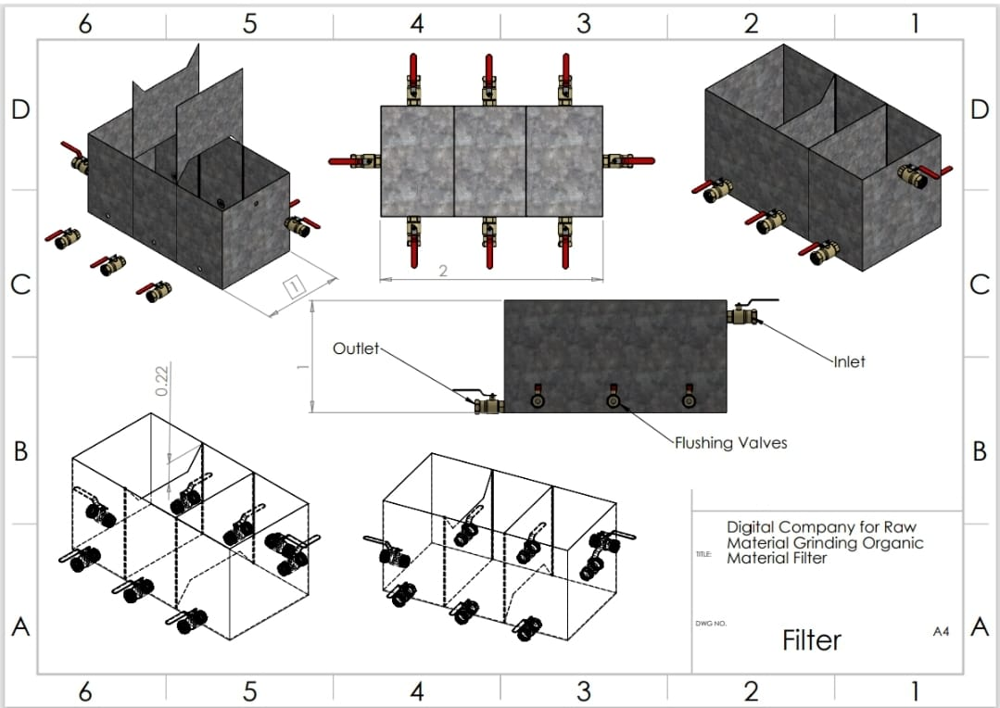 6 5 4 3 2 1
D D
2
C C
1
1
Outlet
Inlet
0.22
Flushing Valves
B B
Digital Company for Raw
TITLE: Material Grinding Organic
Material Filter
DWG NO.
A A
Filter
A4
6 5 4 3 2 1